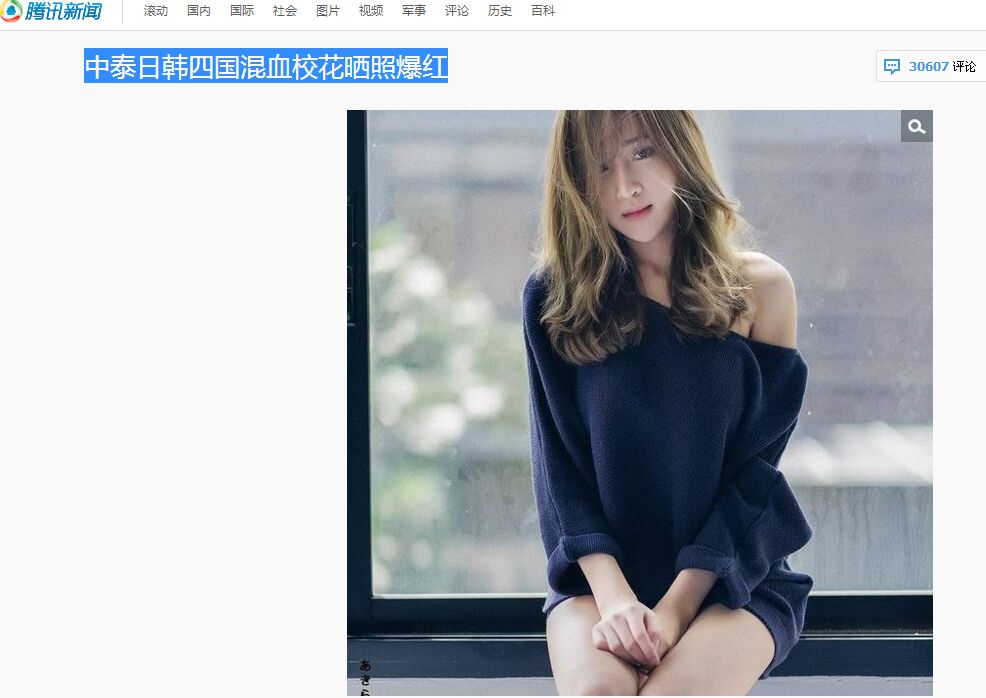 腾讯新闻 滚动 国内 国际 社会 图片 视频 军事 评论 历史 百科
中泰日韩四国混血校花晒照爆红
30607 评论
あきら